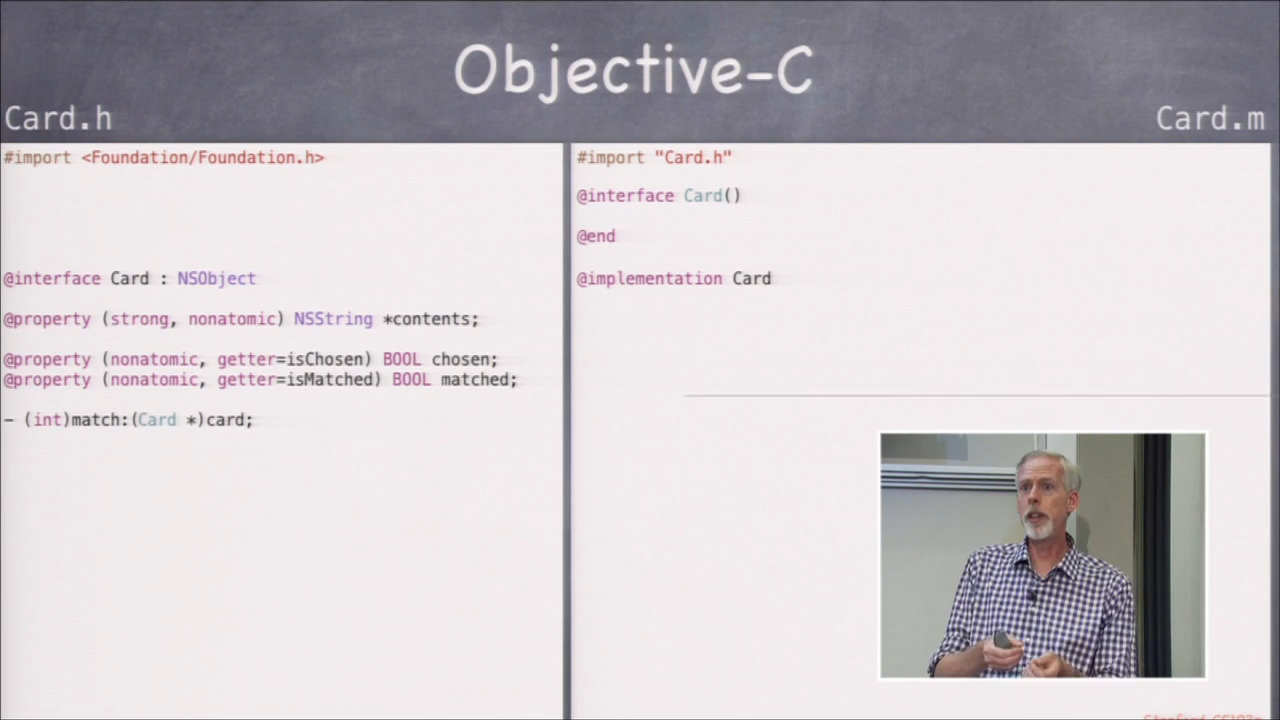 Objective-C
Card.h
Card.m
#import <Foundation/Foundation.h>
@interface Card : NSObject
@property (strong, nonatomic) NSString *contents;
@property (nonatomic, getter=isChosen) BOOL chosen;
@property (nonatomic, getter=isMatched) BOOL matched;
- (int)match:(Card *)card;
#import "Card.h"
@interface Card()
@end
@implementation Card